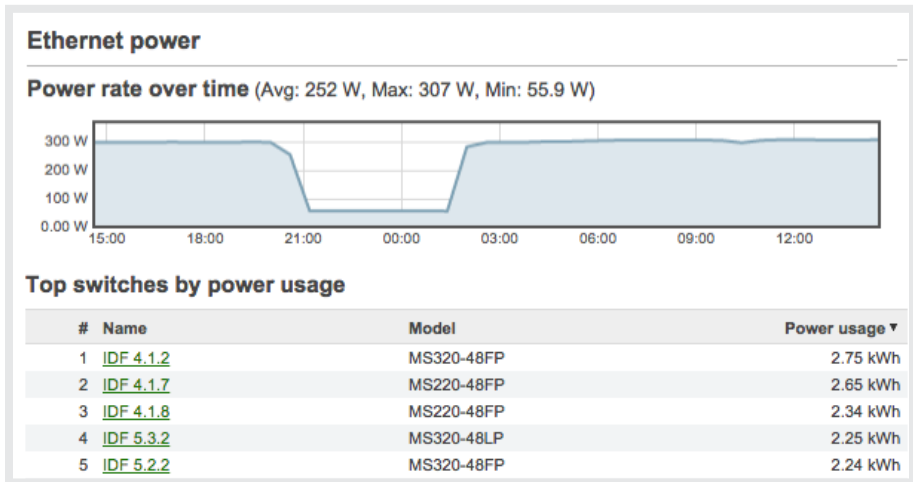 Ethernet power
Power rate over time (Avg: 252 W, Max: 307 W, Min: 55.9 W)
300 W
200 W
100 W
0.00 W
15:00 18:00 21:00 00:00 03:00 06:00 09:00 12:00
Top switches by power usage
# Name Model Power usage ▼
1 IDF 4.1.2 MS320-48FP 2.75 kWh
2 IDF 4.1.7 MS220-48FP 2.65 kWh
3 IDF 4.1.8 MS220-48FP 2.34 kWh
4 IDF 5.3.2 MS320-48LP 2.25 kWh
5 IDF 5.2.2 MS320-48FP 2.24 kWh